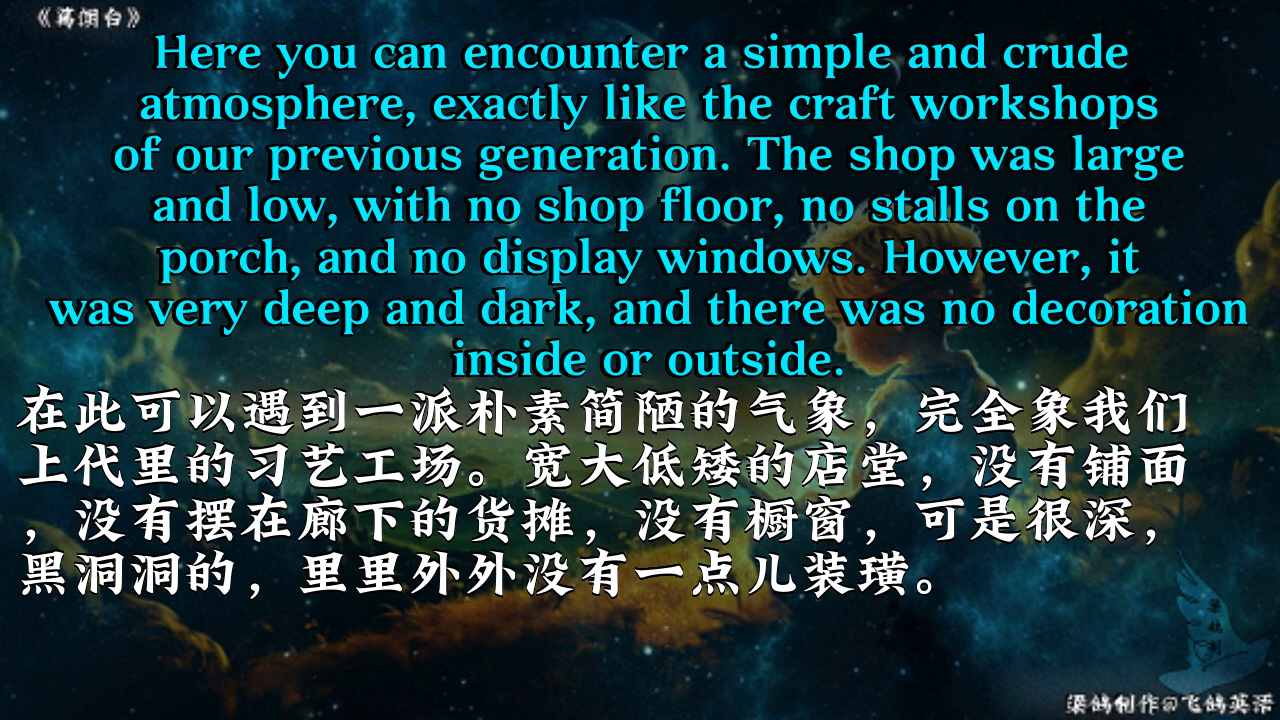 Here you can encounter a simple and crude
atmosphere, exactly like the craft workshops
of our previous generation. The shop was large
and low, with no shop floor, no stalls on the
porch, and no display windows. However, it
was very deep and dark, and there was no decoration
inside or outside.
在此可以遇到一派朴素简陋的气象，完全象我们
上代里的习艺工场。宽大低矮的店堂，没有铺面
，没有摆在廊下的货摊，没有橱窗，可是很深，
黑洞洞的，里里外外没有一点儿装璜。
梁鸽制作@飞鸽英语